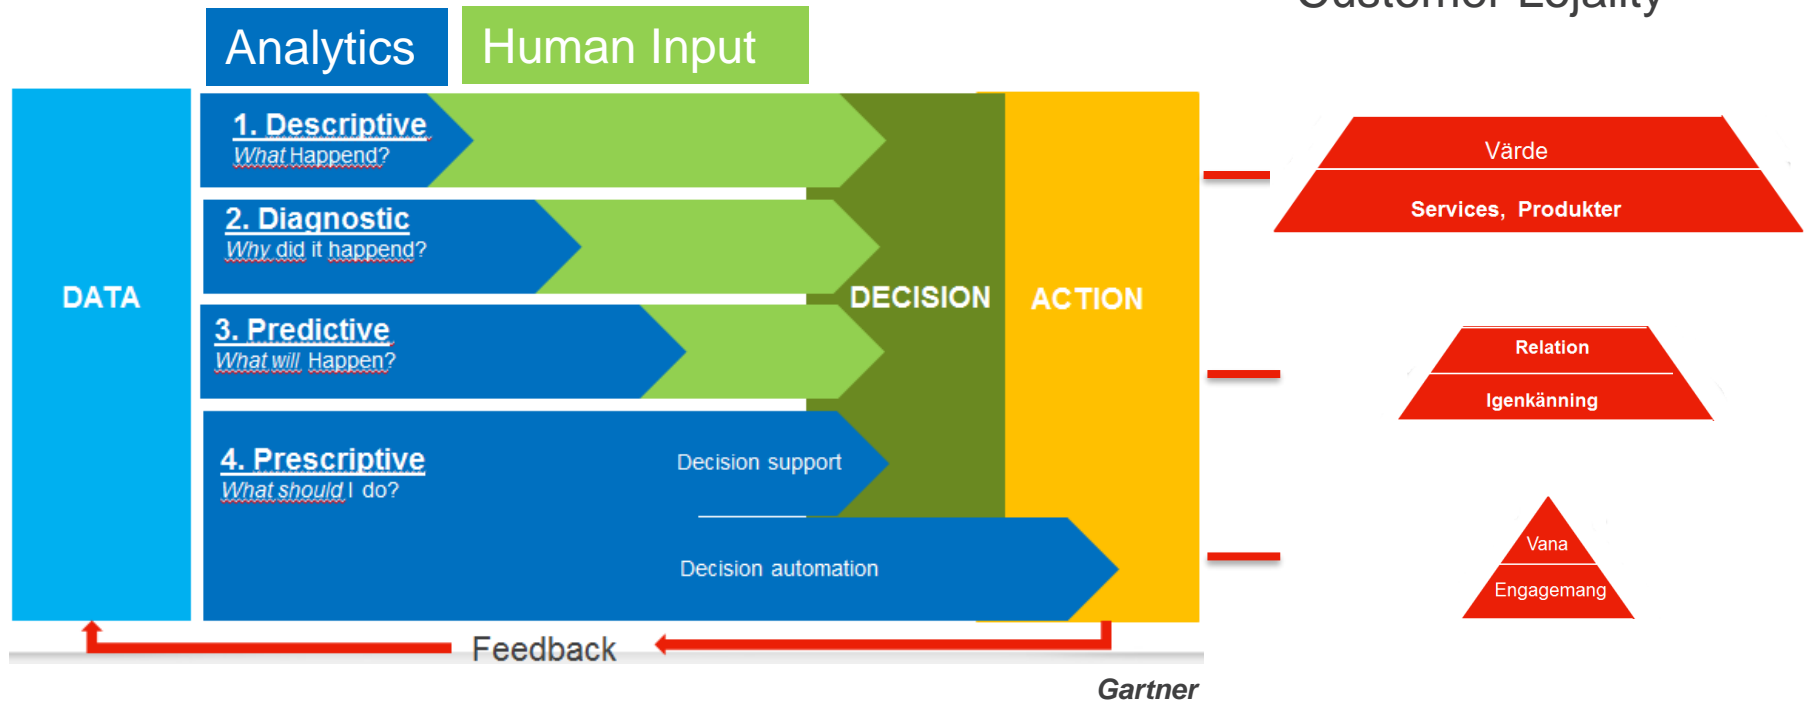 Customer Lojality
Analytics
Human Input
1. Descriptive
What Happend?
2. Diagnostic
Why did it happend?
3. Predictive
What will Happen?
4. Prescriptive
What should I do?
Decision support
Decision automation
DATA
DECISION
ACTION
Feedback
Gartner
Värde
Services, Produkter
Relation
Igenkänning
Vana
Engagemang